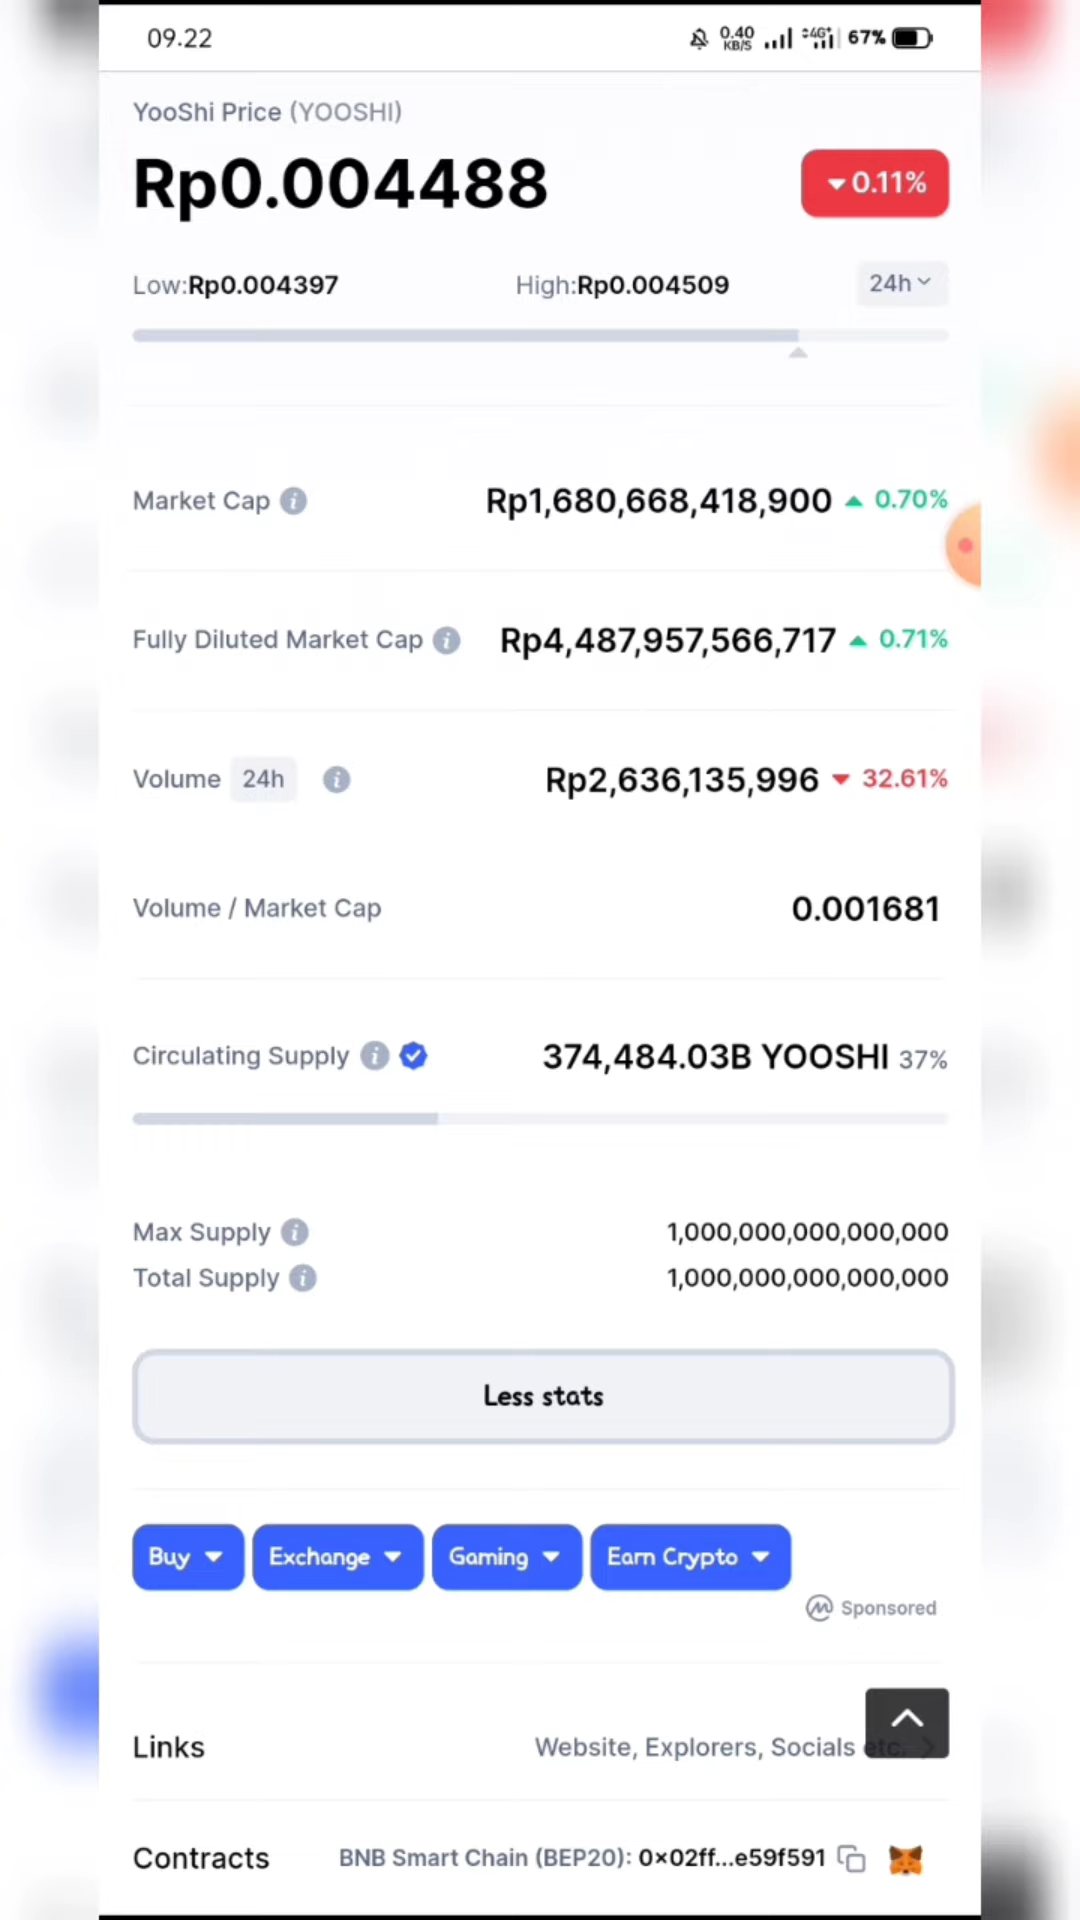 09.22 0.40 KB/S 4G+ 67%
YooShi Price (YOOSHI)
Rp0.004488 0.11%
Low:Rp0.004397 High:Rp0.004509 24h
Market Cap Rp1,680,668,418,900 0.70%
Fully Diluted Market Cap Rp4,487,957,566,717 0.71%
Volume 24h Rp2,636,135,996 32.61%
Volume / Market Cap 0.001681
Circulating Supply 374,484.03B YOOSHI 37%
Max Supply 1,000,000,000,000,000
Total Supply 1,000,000,000,000,000
Less stats
Buy Exchange Gaming Earn Crypto
Sponsored
Links Website, Explorers, Socials etc.
Contracts BNB Smart Chain (BEP20): 0x02ff...e59f591